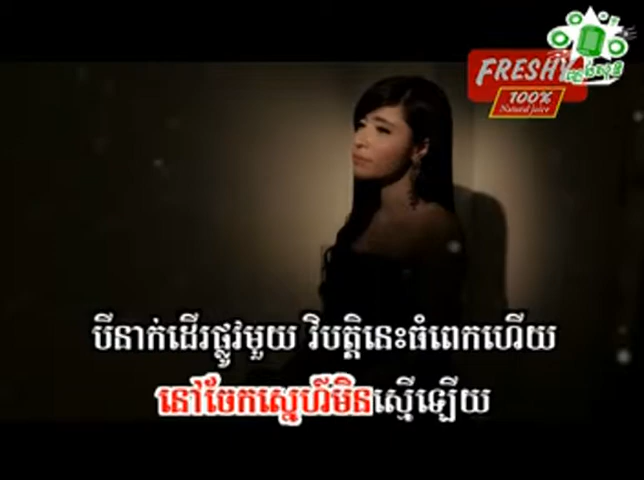 FRESHY
100%
Natural Juice
បីនាក់ដើរផ្លូវមួយ វិបត្តិនេះធំពេកហើយ
នៅចែកស្នេហ៍មិនស្មើឡើយ